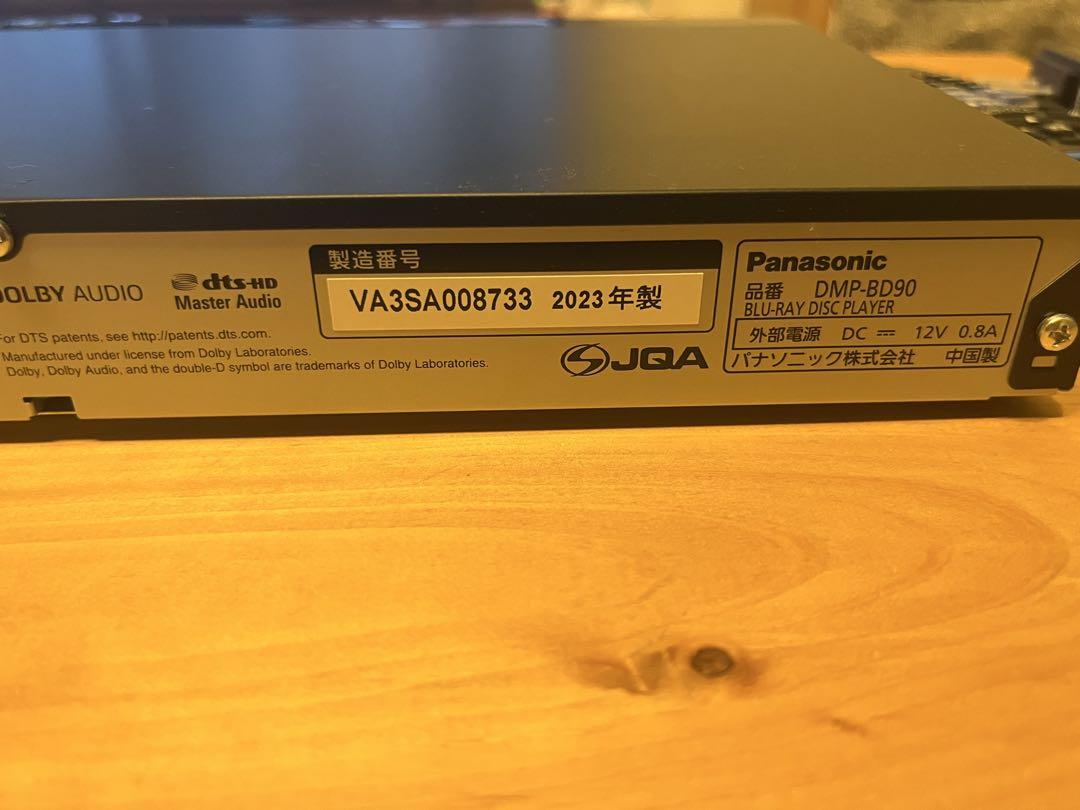 DOLBY AUDIO
dts-HD
Master Audio
For DTS patents, see http://patents.dts.com.
Manufactured under license from Dolby Laboratories.
Dolby, Dolby Audio, and the double-D symbol are trademarks of Dolby Laboratories.
製造番号
VA3SA008733 2023年製
JQA
Panasonic
品番 DMP-BD90
BLU-RAY DISC PLAYER
外部電源 DC ⎓ 12V 0.8A
パナソニック株式会社 中国製